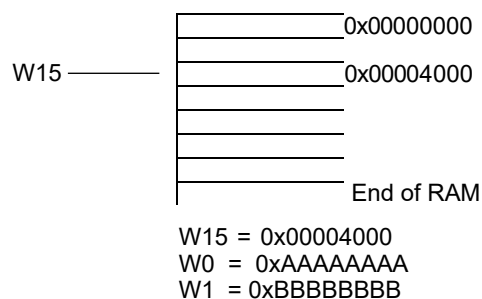 0x00000000
W15 0x00004000
End of RAM
W15 = 0x00004000
W0 = 0xAAAAAAAA
W1 = 0xBBBBBBBB